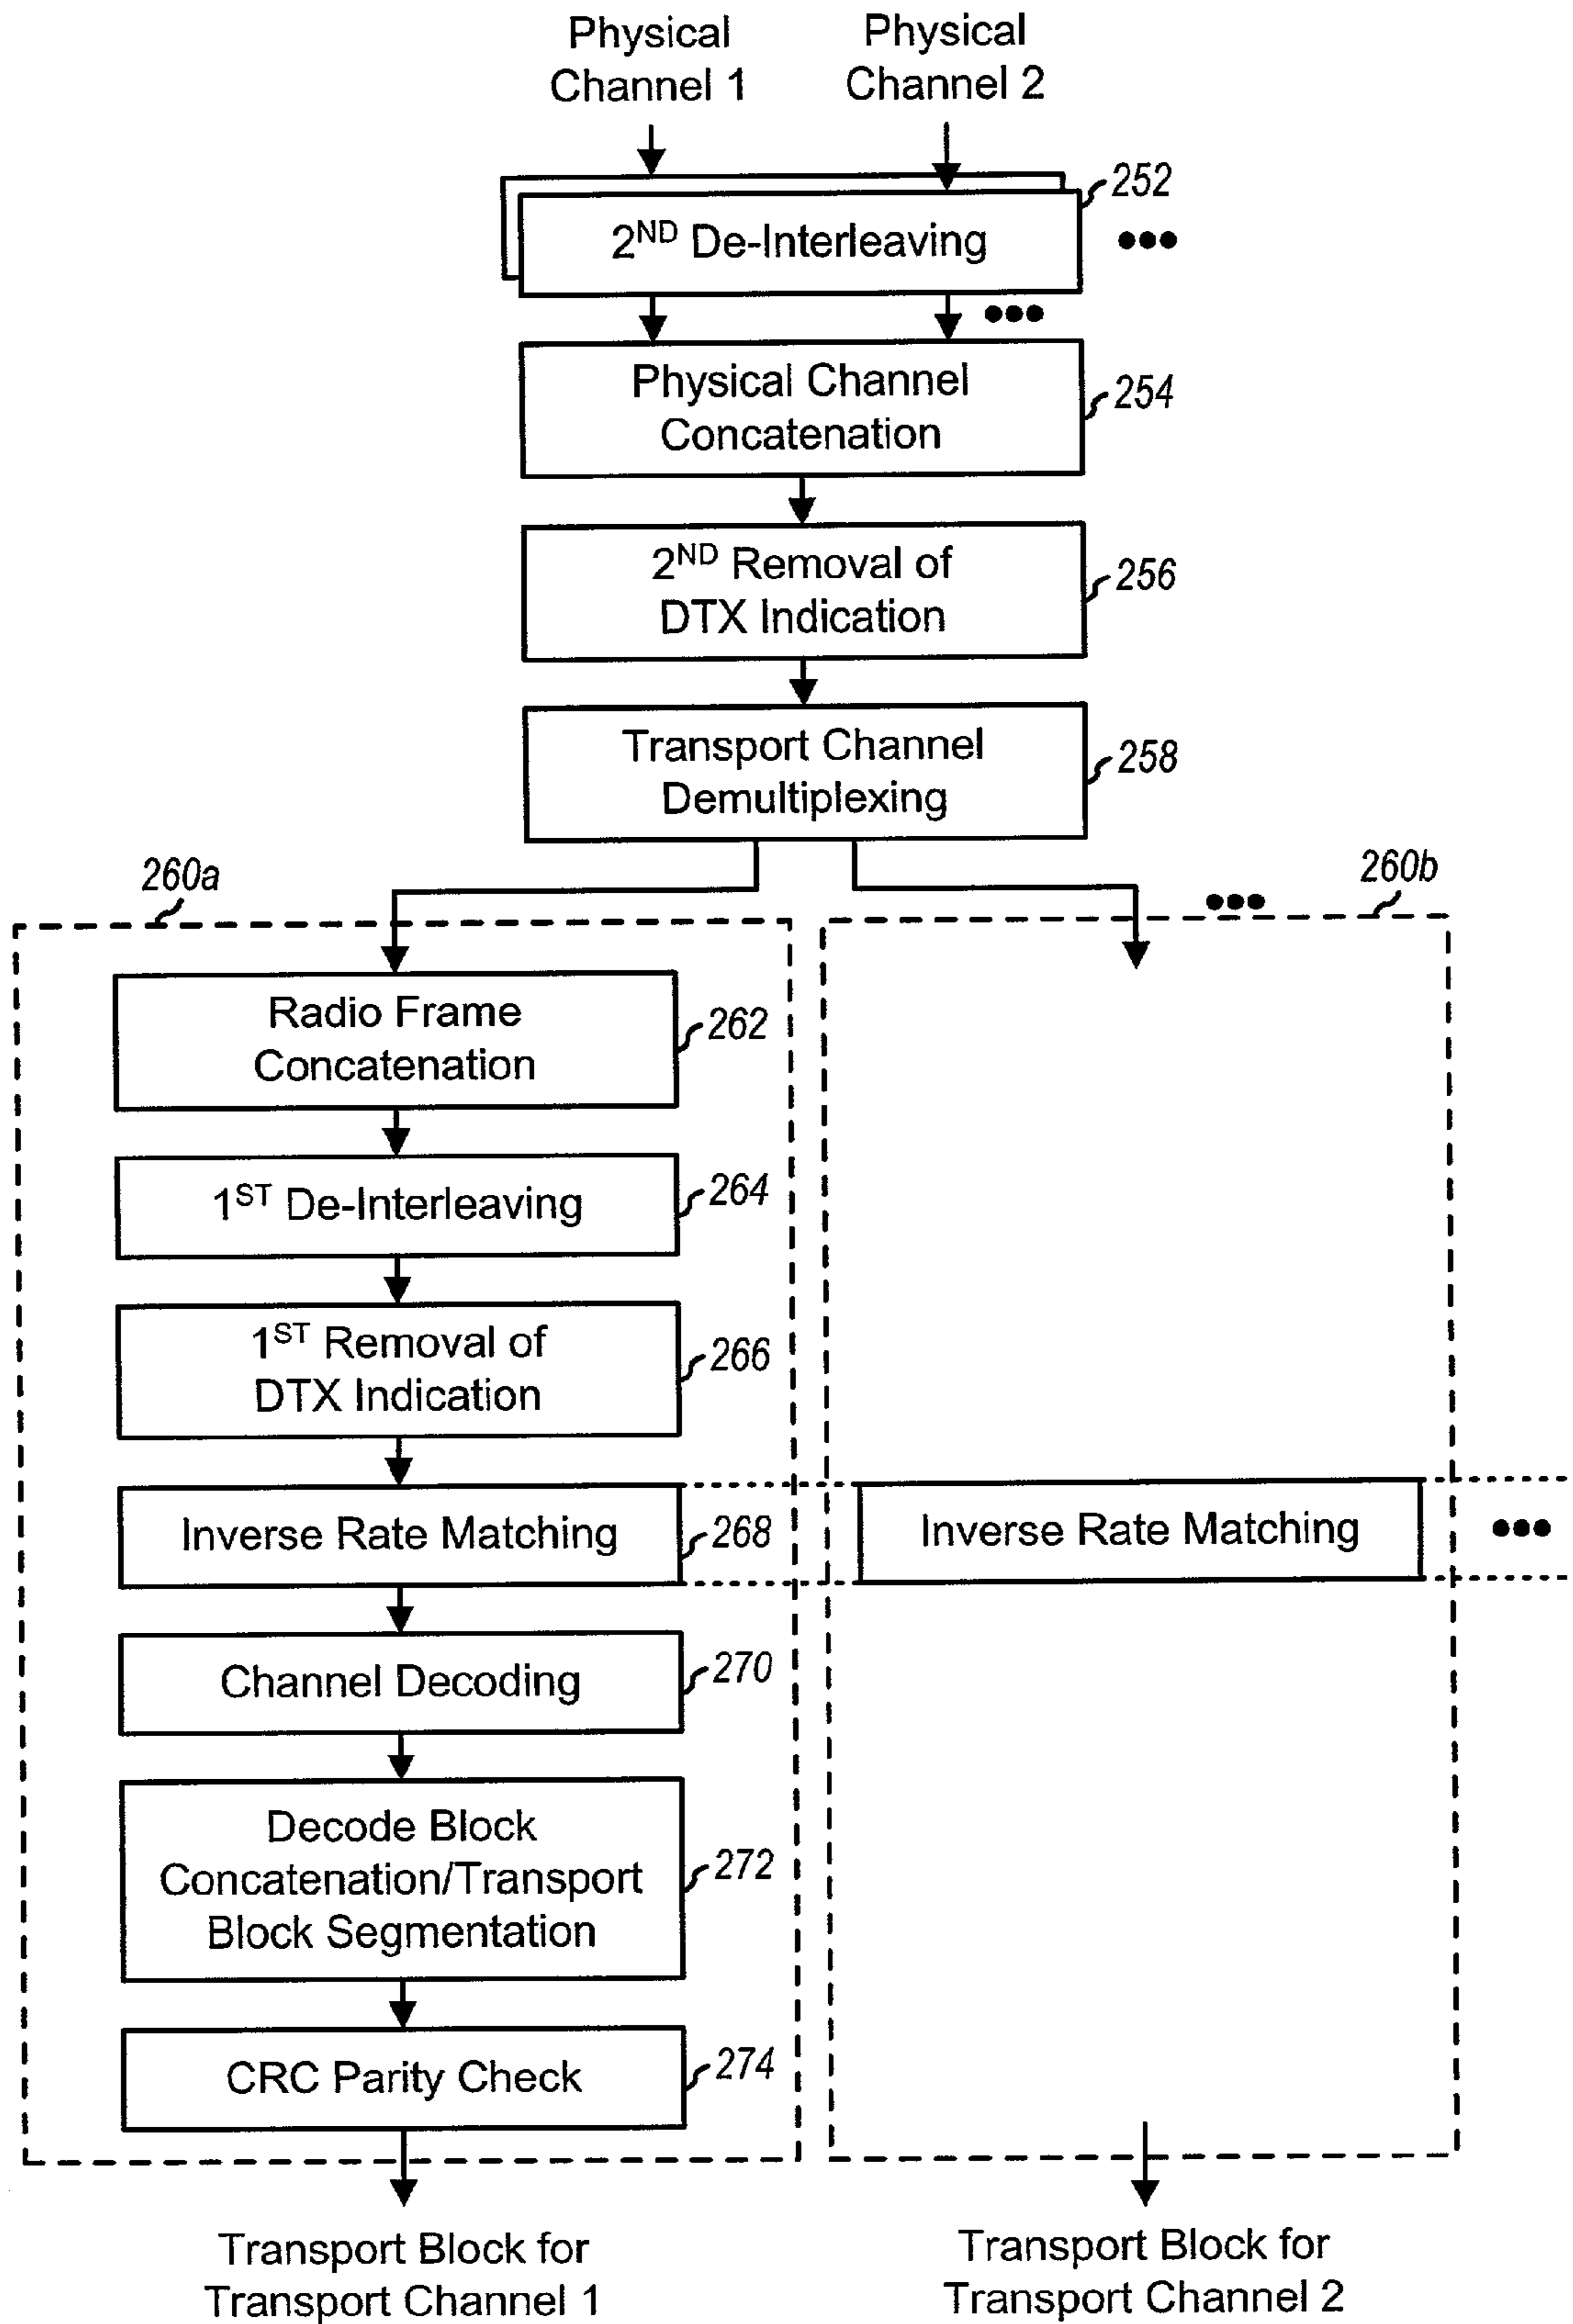 Physical
Channel 1
Physical
Channel 2
252
2ND De-Interleaving
•••
•••
Physical Channel
Concatenation
254
2ND Removal of
DTX Indication
256
Transport Channel
Demultiplexing
258
260a
260b
•••
Radio Frame
Concatenation
262
1ST De-Interleaving
264
1ST Removal of
DTX Indication
266
Inverse Rate Matching
268
Inverse Rate Matching
•••
Channel Decoding
270
Decode Block
Concatenation/Transport
Block Segmentation
272
CRC Parity Check
274
Transport Block for
Transport Channel 1
Transport Block for
Transport Channel 2